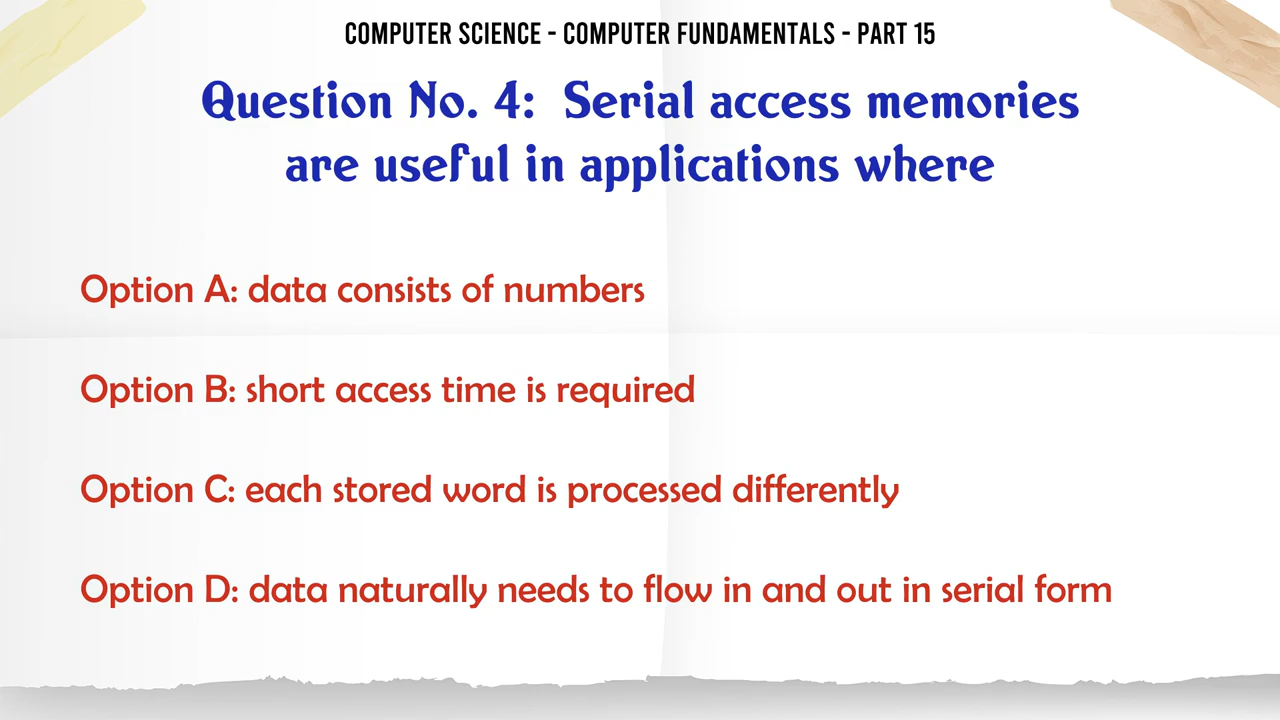 COMPUTER SCIENCE - COMPUTER FUNDAMENTALS - PART 15
Question No. 4: Serial access memories
are useful in applications where
Option A: data consists of numbers
Option B: short access time is required
Option C: each stored word is processed differently
Option D: data naturally needs to flow in and out in serial form